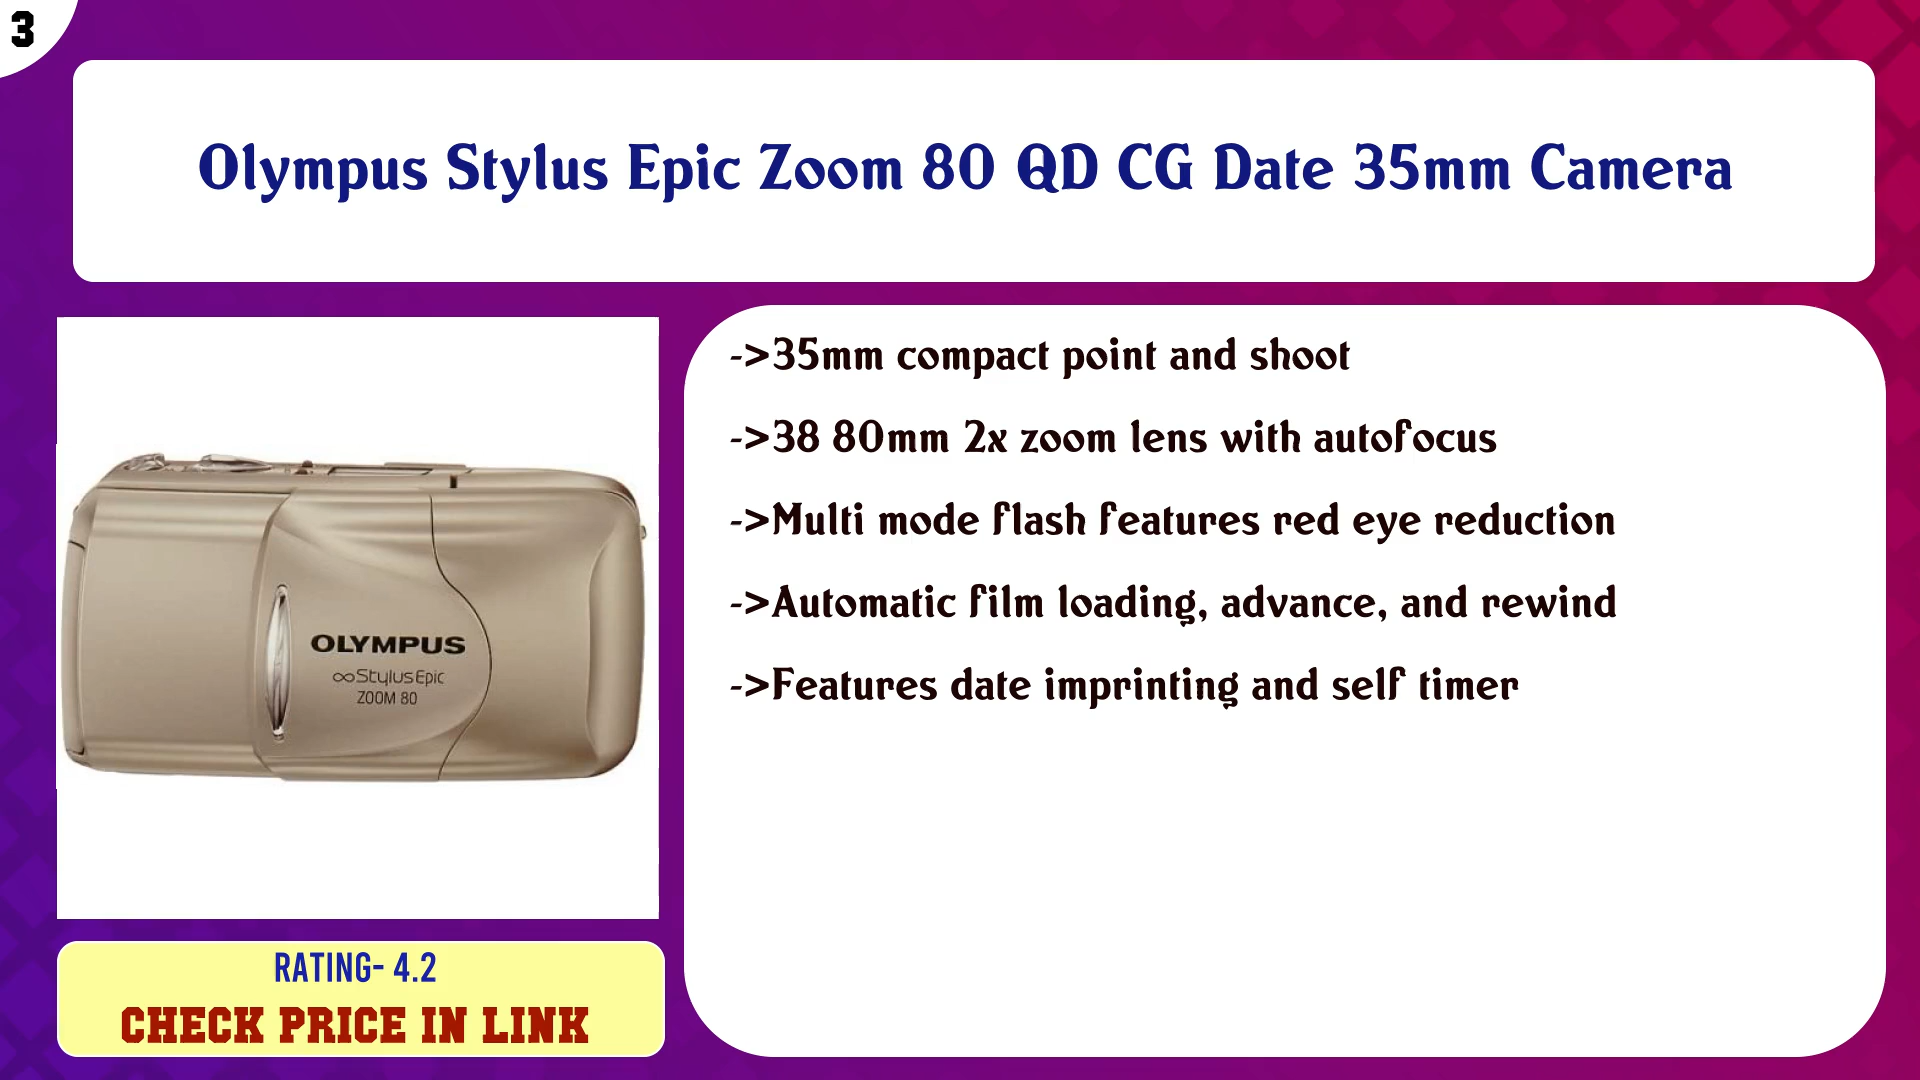 3
Olympus Stylus Epic Zoom 80 QD CG Date 35mm Camera
->35mm compact point and shoot
->38 80mm 2x zoom lens with autofocus
->Multi mode flash features red eye reduction
->Automatic film loading, advance, and rewind
->Features date imprinting and self timer
OLYMPUS
∞Stylus Epic
ZOOM 80
RATING- 4.2
CHECK PRICE IN LINK